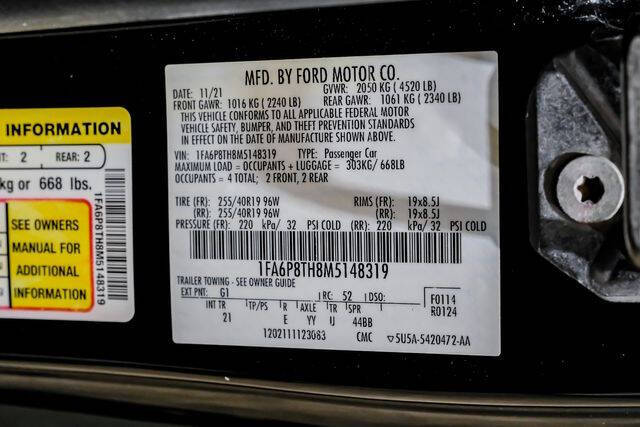 INFORMATION
NT: 2 REAR: 2
kg or 668 lbs.
SEE OWNERS
MANUAL FOR
ADDITIONAL
INFORMATION
1FA6P8TH8M5148319
MFD. BY FORD MOTOR CO.
DATE: 11/21 GVWR: 2050 KG ( 4520 LB)
FRONT GAWR: 1016 KG ( 2240 LB) REAR GAWR: 1061 KG ( 2340 LB)
THIS VEHICLE CONFORMS TO ALL APPLICABLE FEDERAL MOTOR
VEHICLE SAFETY, BUMPER, AND THEFT PREVENTION STANDARDS
IN EFFECT ON THE DATE OF MANUFACTURE SHOWN ABOVE.
VIN: 1FA6P8TH8M5148319 TYPE: Passenger Car
MAXIMUM LOAD = OCCUPANTS + LUGGAGE = 303KG/ 668LB
OCCUPANTS = 4 TOTAL; 2 FRONT, 2 REAR
TIRE (FR): 255/40R19 96W RIMS (FR): 19x8.5J
(RR): 255/40R19 96W (RR): 19x8.5J
PRESSURE (FR): 220 kPa/ 32 PSI COLD (RR): 220 kPa/ 32 PSI COLD
1FA6P8TH8M5148319
TRAILER TOWING - SEE OWNER GUIDE
EXT PNT: G1 RC: 52 DSO: F0114
INT TR TP/PS R AXLE TR SPR R0124
21 E YY U 44BB
1202111123083 CMC ▽5U5A-5420472-AA